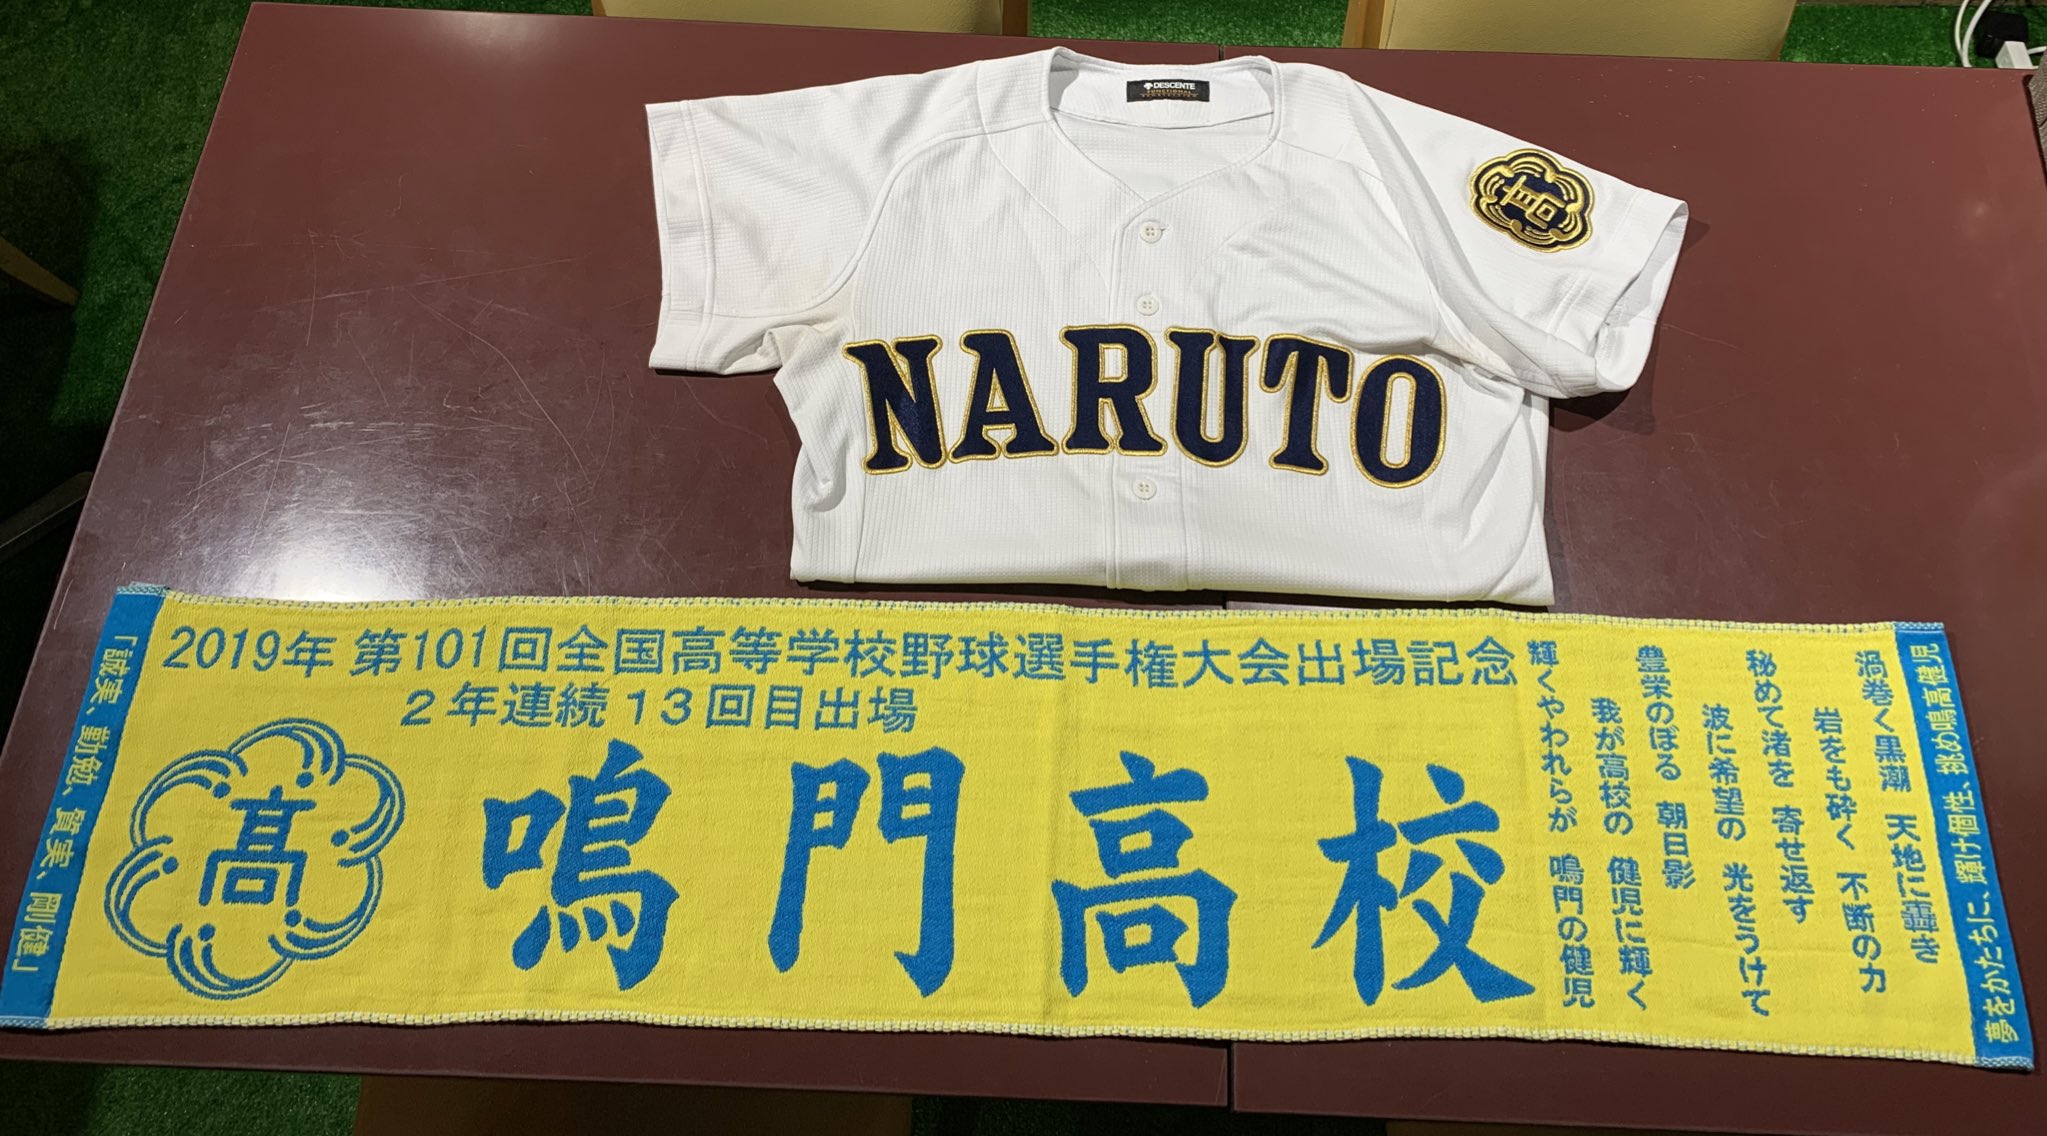 DESCENTE
FUNCTIONAL
高
NARUTO
「誠実、勤勉、質実、剛健」
2019年 第101回全国高等学校野球選手権大会出場記念
2年連続13回目出場
高
鳴門高校
渦巻く黒潮 天地に轟き
岩をも砕く 不断の力
秘めて渚を 寄せ返す
波に希望の 光をうけて
豊栄のぼる 朝日影
我が高校の 健児に輝く
輝くやわれらが 鳴門の健児
夢をかたちに、輝け個性、挑め鳴高健児